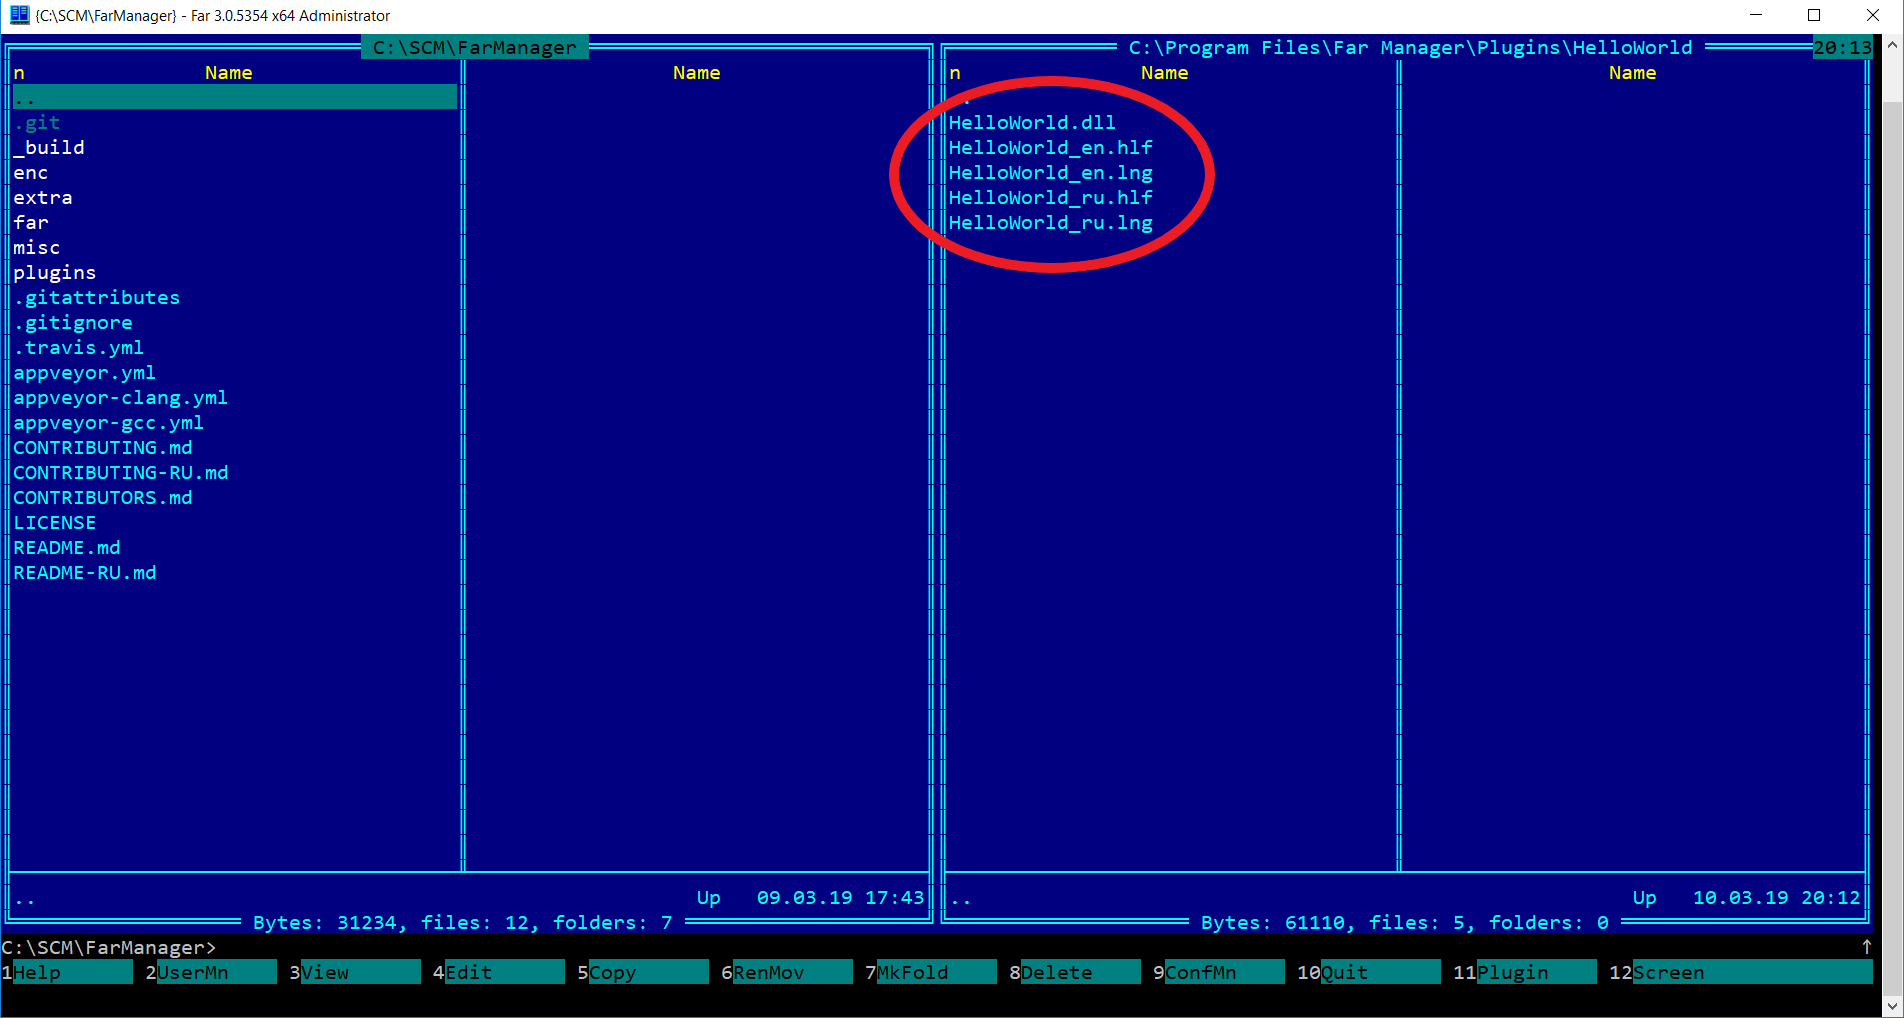 {C:\SCM\FarManager} - Far 3.0.5354 x64 Administrator
C:\SCM\FarManager
n Name Name
..
.git
_build
enc
extra
far
misc
plugins
.gitattributes
.gitignore
.travis.yml
appveyor.yml
appveyor-clang.yml
appveyor-gcc.yml
CONTRIBUTING.md
CONTRIBUTING-RU.md
CONTRIBUTORS.md
LICENSE
README.md
README-RU.md
.. Up 09.03.19 17:43
Bytes: 31234, files: 12, folders: 7
C:\Program Files\Far Manager\Plugins\HelloWorld 20:13
n Name Name
HelloWorld.dll
HelloWorld_en.hlf
HelloWorld_en.lng
HelloWorld_ru.hlf
HelloWorld_ru.lng
.. Up 10.03.19 20:12
Bytes: 61110, files: 5, folders: 0
C:\SCM\FarManager> ↑
1Help 2UserMn 3View 4Edit 5Copy 6RenMov 7MkFold 8Delete 9ConfMn 10Quit 11Plugin 12Screen